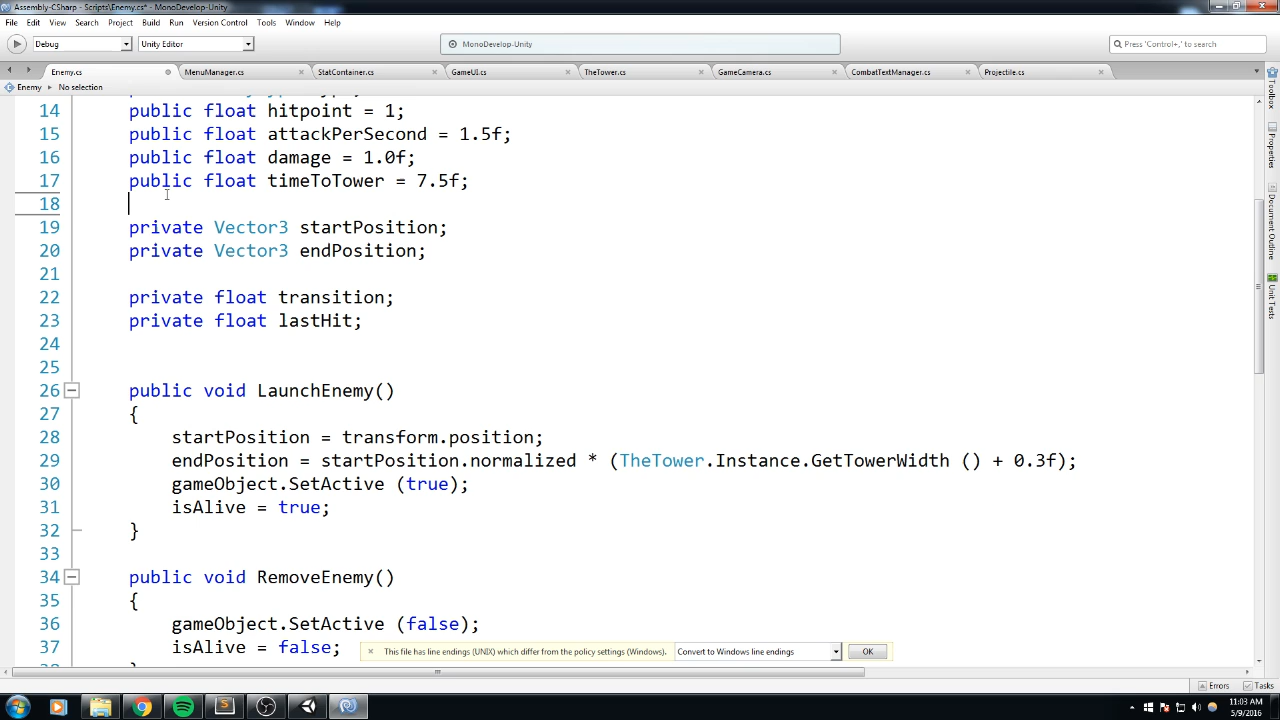 Assembly-CSharp - Scripts\Enemy.cs* - MonoDevelop-Unity
File Edit View Search Project Build Run Version Control Tools Window Help
Debug Unity Editor MonoDevelop-Unity Press 'Control+,' to search
Enemy.cs MenuManager.cs StatContainer.cs GameUI.cs TheTower.cs GameCamera.cs CombatTextManager.cs Projectile.cs
Enemy No selection
14 public float hitpoint = 1;
15 public float attackPerSecond = 1.5f;
16 public float damage = 1.0f;
17 public float timeToTower = 7.5f;
18
19 private Vector3 startPosition;
20 private Vector3 endPosition;
21
22 private float transition;
23 private float lastHit;
24
25
26 public void LaunchEnemy()
27 {
28 startPosition = transform.position;
29 endPosition = startPosition.normalized * (TheTower.Instance.GetTowerWidth () + 0.3f);
30 gameObject.SetActive (true);
31 isAlive = true;
32 }
33
34 public void RemoveEnemy()
35 {
36 gameObject.SetActive (false);
37 isAlive = false;
This file has line endings (UNIX) which differ from the policy settings (Windows). Convert to Windows line endings OK
Toolbox
Properties
Document Outline
Unit Tests
Errors Tasks
11:03 AM
5/9/2016